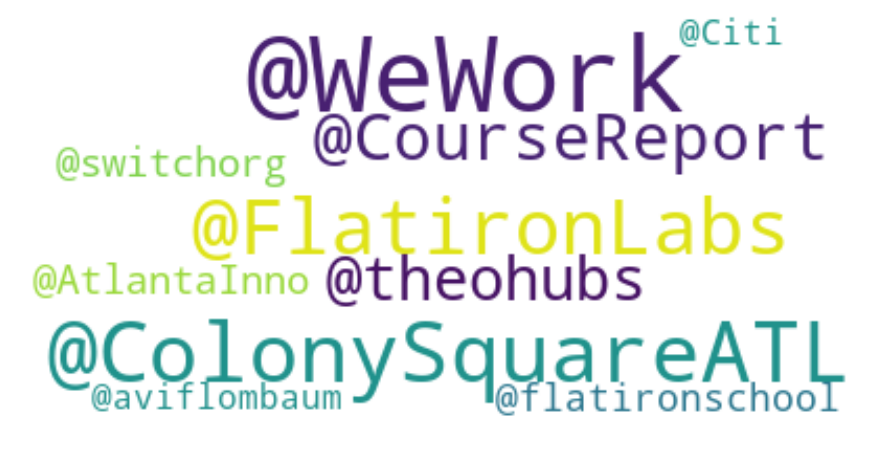 @Citi
@WeWork
@CourseReport
@switchorg
@FlatironLabs
@AtlantaInno
@theohubs
@ColonySquareATL
@aviflombaum
@flatironschool